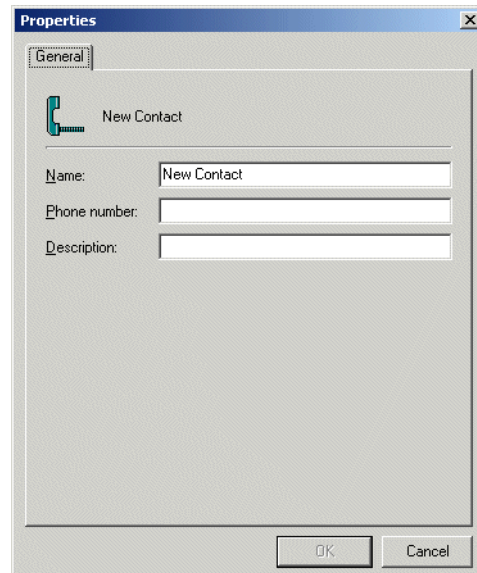 Properties
General
New Contact
Name: New Contact
Phone number:
Description:
OK Cancel